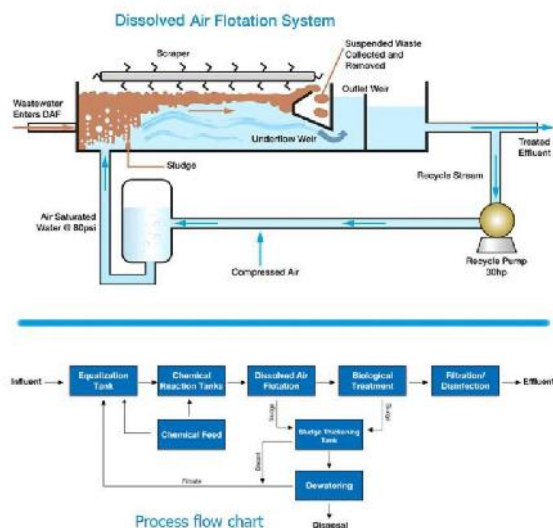 Dissolved Air Flotation System
Scraper
Suspended Waste
Collected and
Removed
Outlet Weir
Wastewater
Enters DAF
Underflow Weir
Sludge
Treated
Effluent
Recycle Stream
Air Saturated
Water @ 80psi
Compressed Air
Recycle Pump
30hp
Influent
Equalization
Tank
Chemical
Reaction Tanks
Dissolved Air
Flotation
Biological
Treatment
Filtration/
Disinfection
Effluent
Chemical Feed
Sludge
Sludge
Sludge Thickening
Tank
Decant
Filtrate
Dewatering
Disposal
Process flow chart